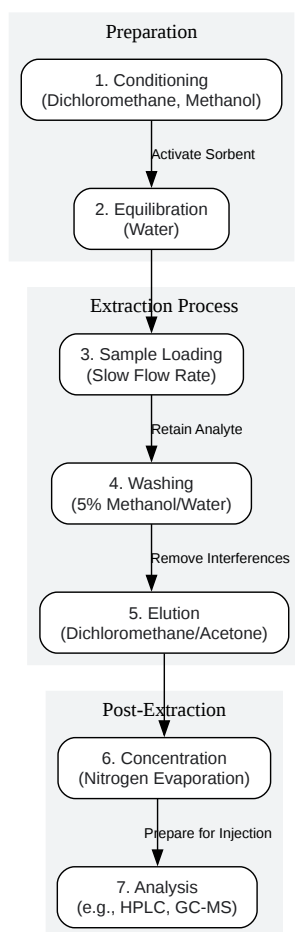 Preparation
1. Conditioning
(Dichloromethane, Methanol)
Activate Sorbent
2. Equilibration
(Water)
Extraction Process
3. Sample Loading
(Slow Flow Rate)
Retain Analyte
4. Washing
(5% Methanol/Water)
Remove Interferences
5. Elution
(Dichloromethane/Acetone)
Post-Extraction
6. Concentration
(Nitrogen Evaporation)
Prepare for Injection
7. Analysis
(e.g., HPLC, GC-MS)